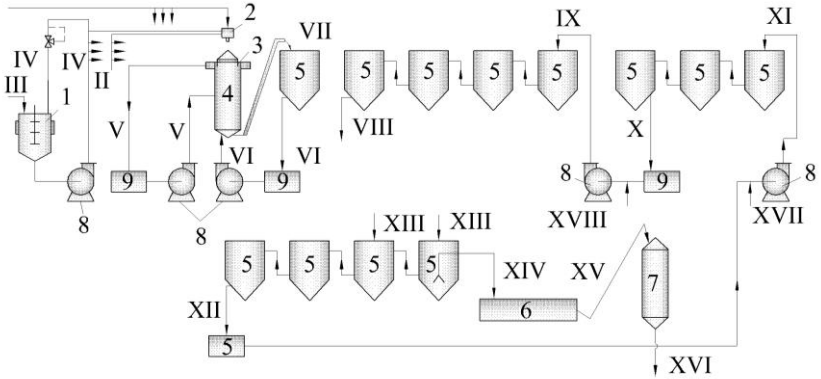 2 VII IX XI
IV IV 3
II
III 1 5 5 5 5 5 5 5 5
4
V V VIII X
VI VI
9 9 8 9 8
8 8 XVIII XVII
XIII XIII
5 5 5 5 XIV XV 7
XII 6
5
XVI